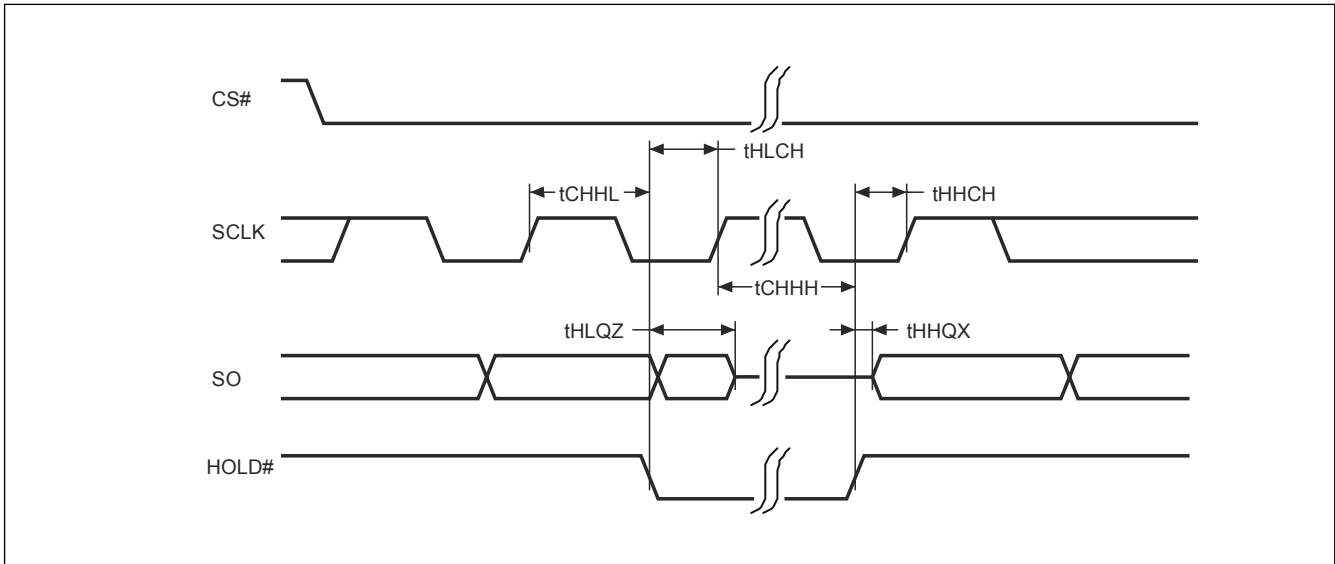 CS#
tHLCH
tCHHL
tHHCH
SCLK
tCHHH
tHLQZ
tHHQX
SO
HOLD#